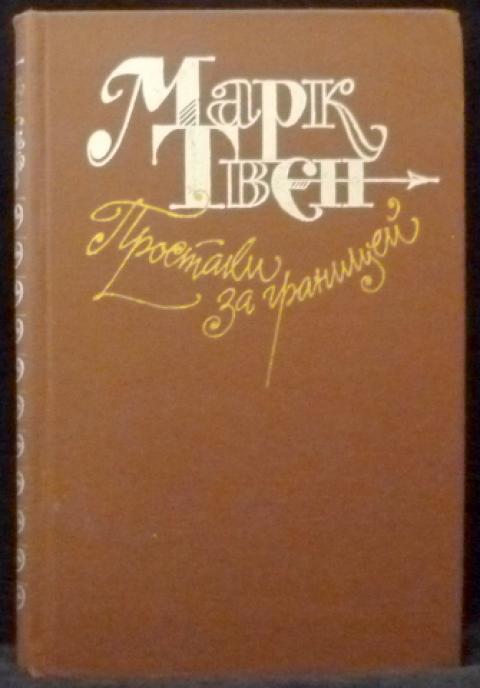 Марк
Твен
Простаки
за границей